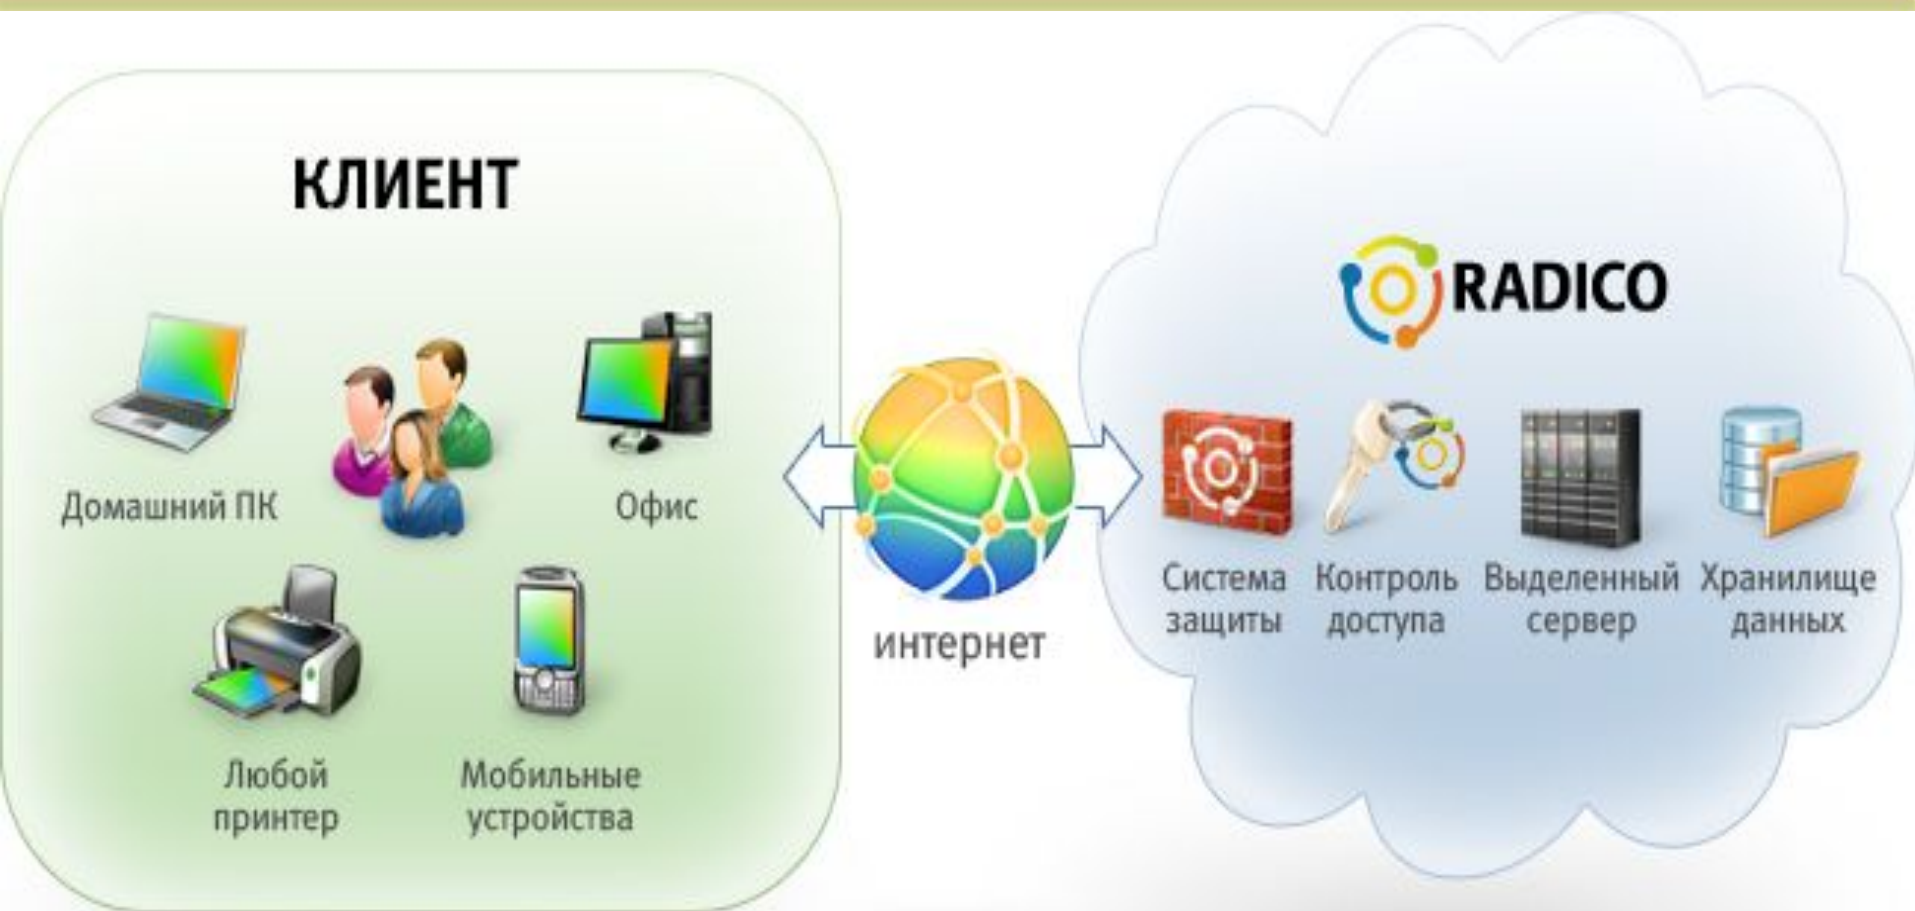 КЛИЕНТ
Домашний ПК
Офис
Любой
принтер
Мобильные
устройства
интернет
RADICO
Система
защиты
Контроль
доступа
Выделенный
сервер
Хранилище
данных